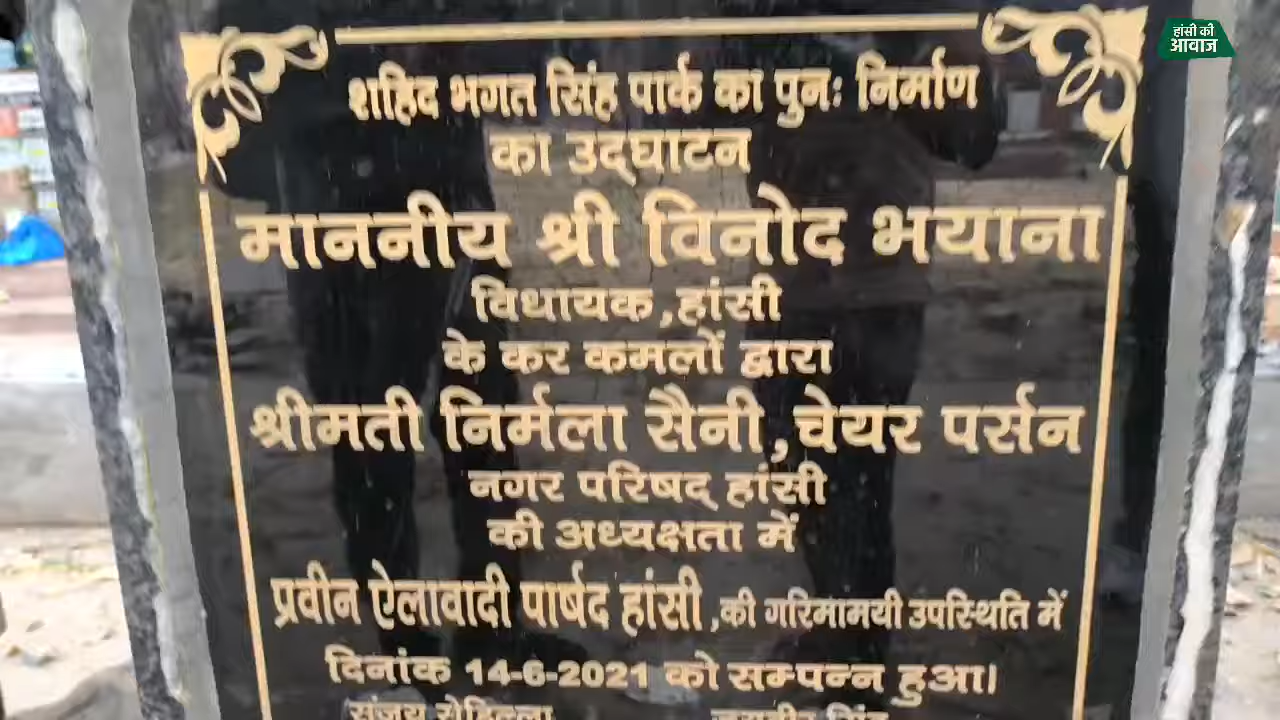 हांसी की
आवाज
शहिद भगत सिंह पार्क का पुनः निर्माण
का उद्घाटन
माननीय श्री विनोद भयाना
विधायक,हांसी
के कर कमलों द्वारा
श्रीमती निर्मला सैनी,चेयर पर्सन
नगर परिषद् हांसी
की अध्यक्षता में
प्रवीन ऐलावादी पार्षद हांसी,की गरिमामयी उपस्थिति में
दिनांक 14-6-2021 को सम्पन्न हुआ।
संजय रोहिल्ला